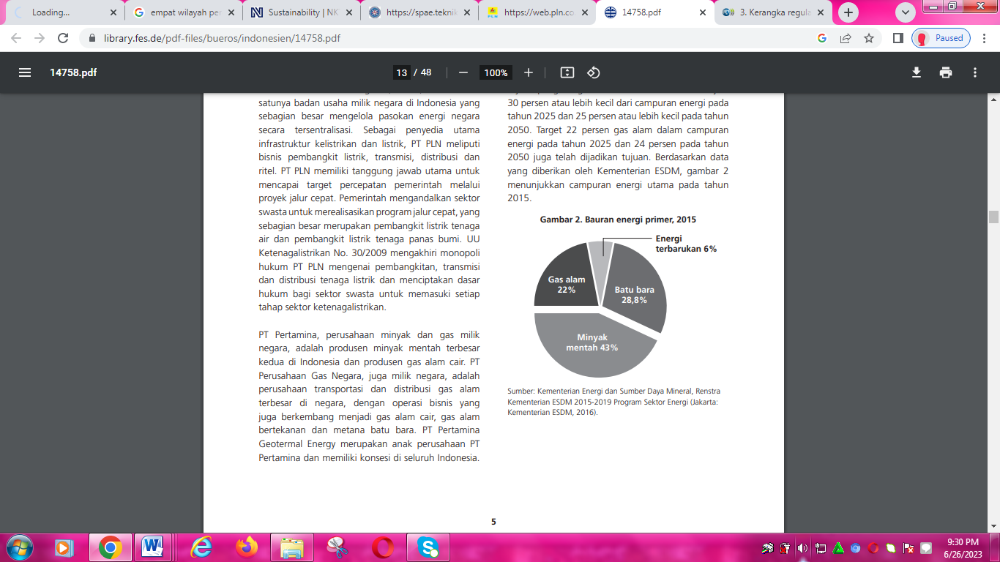 Loading...
empat wilayah per
Sustainability | NK
https://spae.teknik
https://web.pln.co
14758.pdf
3. Kerangka regula
library.fes.de/pdf-files/bueros/indonesien/14758.pdf
Paused
14758.pdf
13 / 48
100%
satunya badan usaha milik negara di Indonesia yang
sebagian besar mengelola pasokan energi negara
secara tersentralisasi. Sebagai penyedia utama
infrastruktur kelistrikan dan listrik, PT PLN meliputi
bisnis pembangkit listrik, transmisi, distribusi dan
ritel. PT PLN memiliki tanggung jawab utama untuk
mencapai target percepatan pemerintah melalui
proyek jalur cepat. Pemerintah mengandalkan sektor
swasta untuk merealisasikan program jalur cepat, yang
sebagian besar merupakan pembangkit listrik tenaga
air dan pembangkit listrik tenaga panas bumi. UU
Ketenagalistrikan No. 30/2009 mengakhiri monopoli
hukum PT PLN mengenai pembangkitan, transmisi
dan distribusi tenaga listrik dan menciptakan dasar
hukum bagi sektor swasta untuk memasuki setiap
tahap sektor ketenagalistrikan.
PT Pertamina, perusahaan minyak dan gas milik
negara, adalah produsen minyak mentah terbesar
kedua di Indonesia dan produsen gas alam cair. PT
Perusahaan Gas Negara, juga milik negara, adalah
perusahaan transportasi dan distribusi gas alam
terbesar di negara, dengan operasi bisnis yang
juga berkembang menjadi gas alam cair, gas alam
bertekanan dan metana batu bara. PT Pertamina
Geotermal Energy merupakan anak perusahaan PT
Pertamina dan memiliki konsesi di seluruh Indonesia.
30 persen atau lebih kecil dari campuran energi pada
tahun 2025 dan 25 persen atau lebih kecil pada tahun
2050. Target 22 persen gas alam dalam campuran
energi pada tahun 2025 dan 24 persen pada tahun
2050 juga telah dijadikan tujuan. Berdasarkan data
yang diberikan oleh Kementerian ESDM, gambar 2
menunjukkan campuran energi utama pada tahun
2015.
Gambar 2. Bauran energi primer, 2015
Energi
terbarukan 6%
Gas alam
22%
Batu bara
28,8%
Minyak
mentah 43%
Sumber: Kementerian Energi dan Sumber Daya Mineral, Renstra
Kementerian ESDM 2015-2019 Program Sektor Energi (Jakarta:
Kementerian ESDM, 2016).
5
9:30 PM
6/26/2023